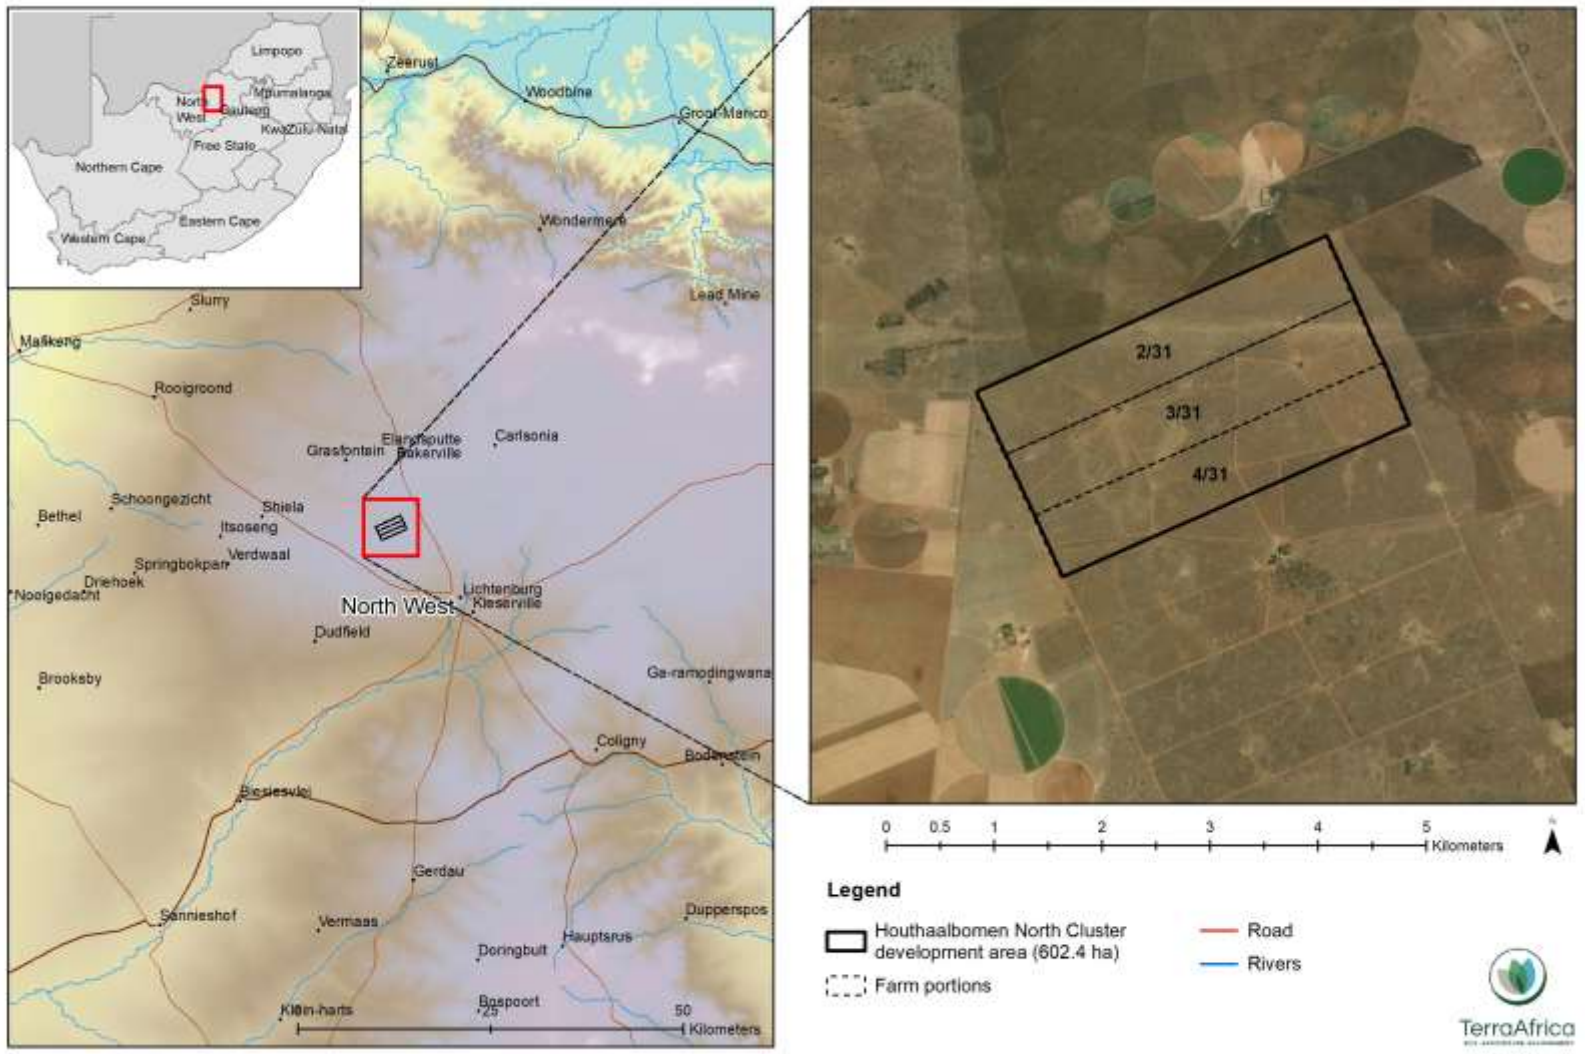 Limpopo
Mpumalanga
North
West
Gauteng
KwaZulu-Natal
Free State
Northern Cape
Eastern Cape
Western Cape
Zeerust
Woodbine
Groot-Marico
Wondermere
Lead Mine
Slurry
Mafikeng
Rooigrond
Elandsputte
Bakerville
Carlsonia
Grasfontein
Schoongezicht
Shiela
Bethel
Itsoseng
Verdwaal
Springbokpan
Driehoek
Nooigedacht
Lichtenburg
Kieserville
North West
Dudfield
Brooksby
Ga-ramodingwana
Coligny
Bodenstein
Biesiesvlei
Gerdau
Sannieshof
Vermaas
Dupperspos
Hauptsrus
Doringbult
Klein-harts
Bospoort
0 25 50
Kilometers
2/31
3/31
4/31
0 0.5 1 2 3 4 5
Kilometers
N
Legend
Houthaalbomen North Cluster
development area (602.4 ha)
Farm portions
Road
Rivers
TerraAfrica